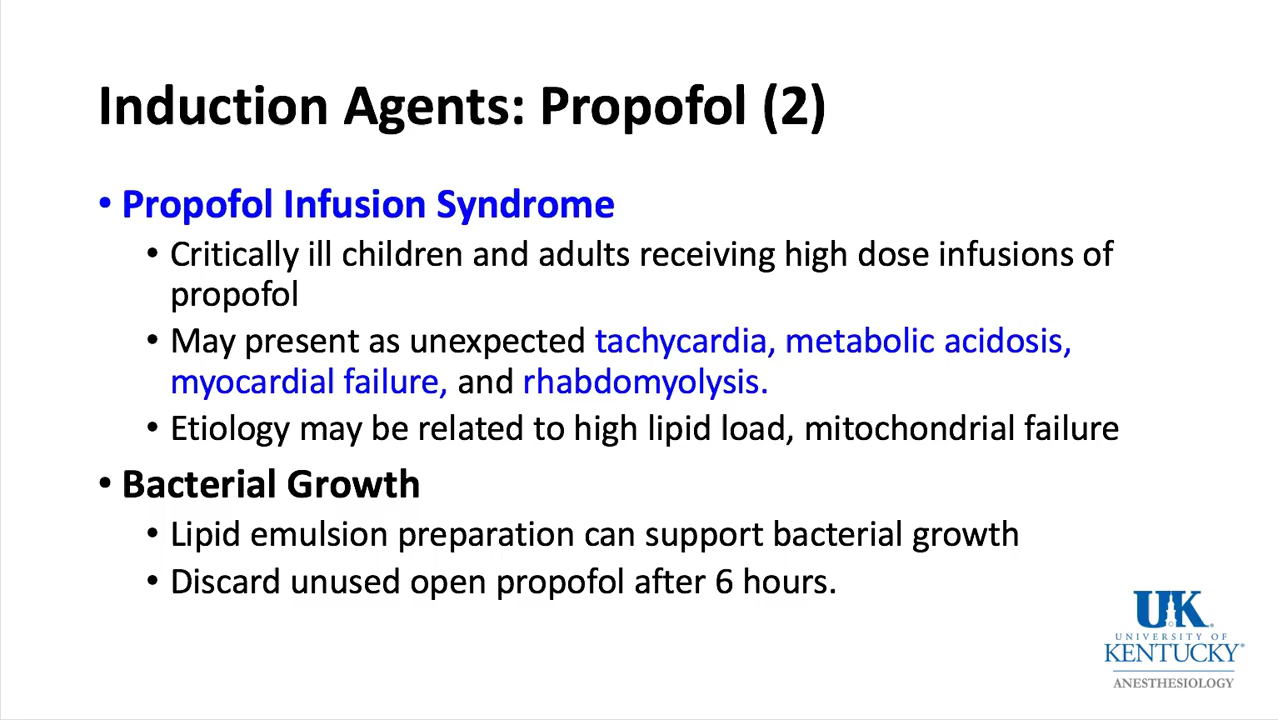 Induction Agents: Propofol (2)
• Propofol Infusion Syndrome
• Critically ill children and adults receiving high dose infusions of
propofol
• May present as unexpected tachycardia, metabolic acidosis,
myocardial failure, and rhabdomyolysis.
• Etiology may be related to high lipid load, mitochondrial failure
• Bacterial Growth
• Lipid emulsion preparation can support bacterial growth
• Discard unused open propofol after 6 hours.
UK
UNIVERSITY OF
KENTUCKY®
ANESTHESIOLOGY